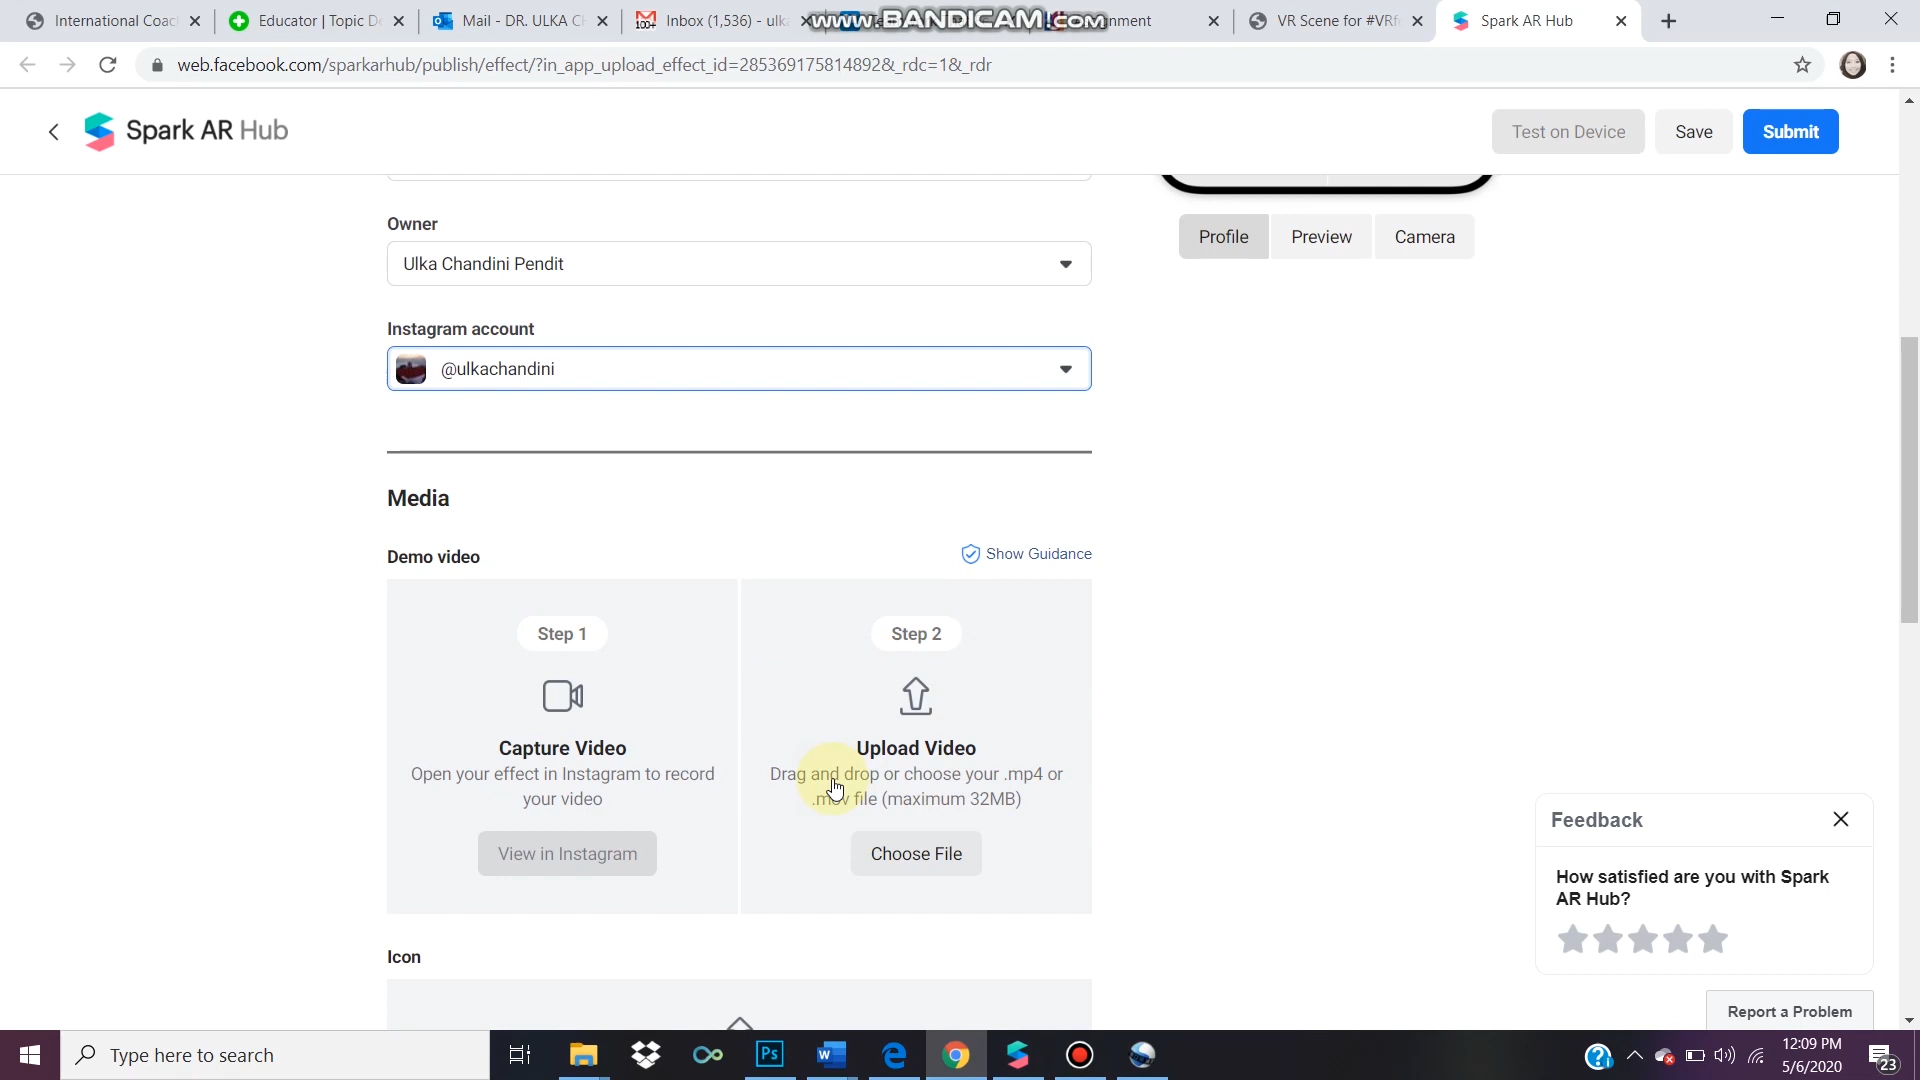 International Coac
Educator | Topic De
Mail - DR. ULKA CH
Inbox (1,536) - ulka
www.BANDICAM.com
VR Scene for #VRf
Spark AR Hub
web.facebook.com/sparkarhub/publish/effect/?in_app_upload_effect_id=285369175814892&_rdc=1&_rdr
Spark AR Hub
Test on Device
Save
Submit
Owner
Ulka Chandini Pendit
Profile
Preview
Camera
Instagram account
@ulkachandini
Media
Demo video
Show Guidance
Step 1
Capture Video
Open your effect in Instagram to record
your video
View in Instagram
Step 2
Upload Video
Drag and drop or choose your .mp4 or
.mov file (maximum 32MB)
Choose File
Icon
Feedback
How satisfied are you with Spark
AR Hub?
Report a Problem
Type here to search
Ps
12:09 PM
5/6/2020
23